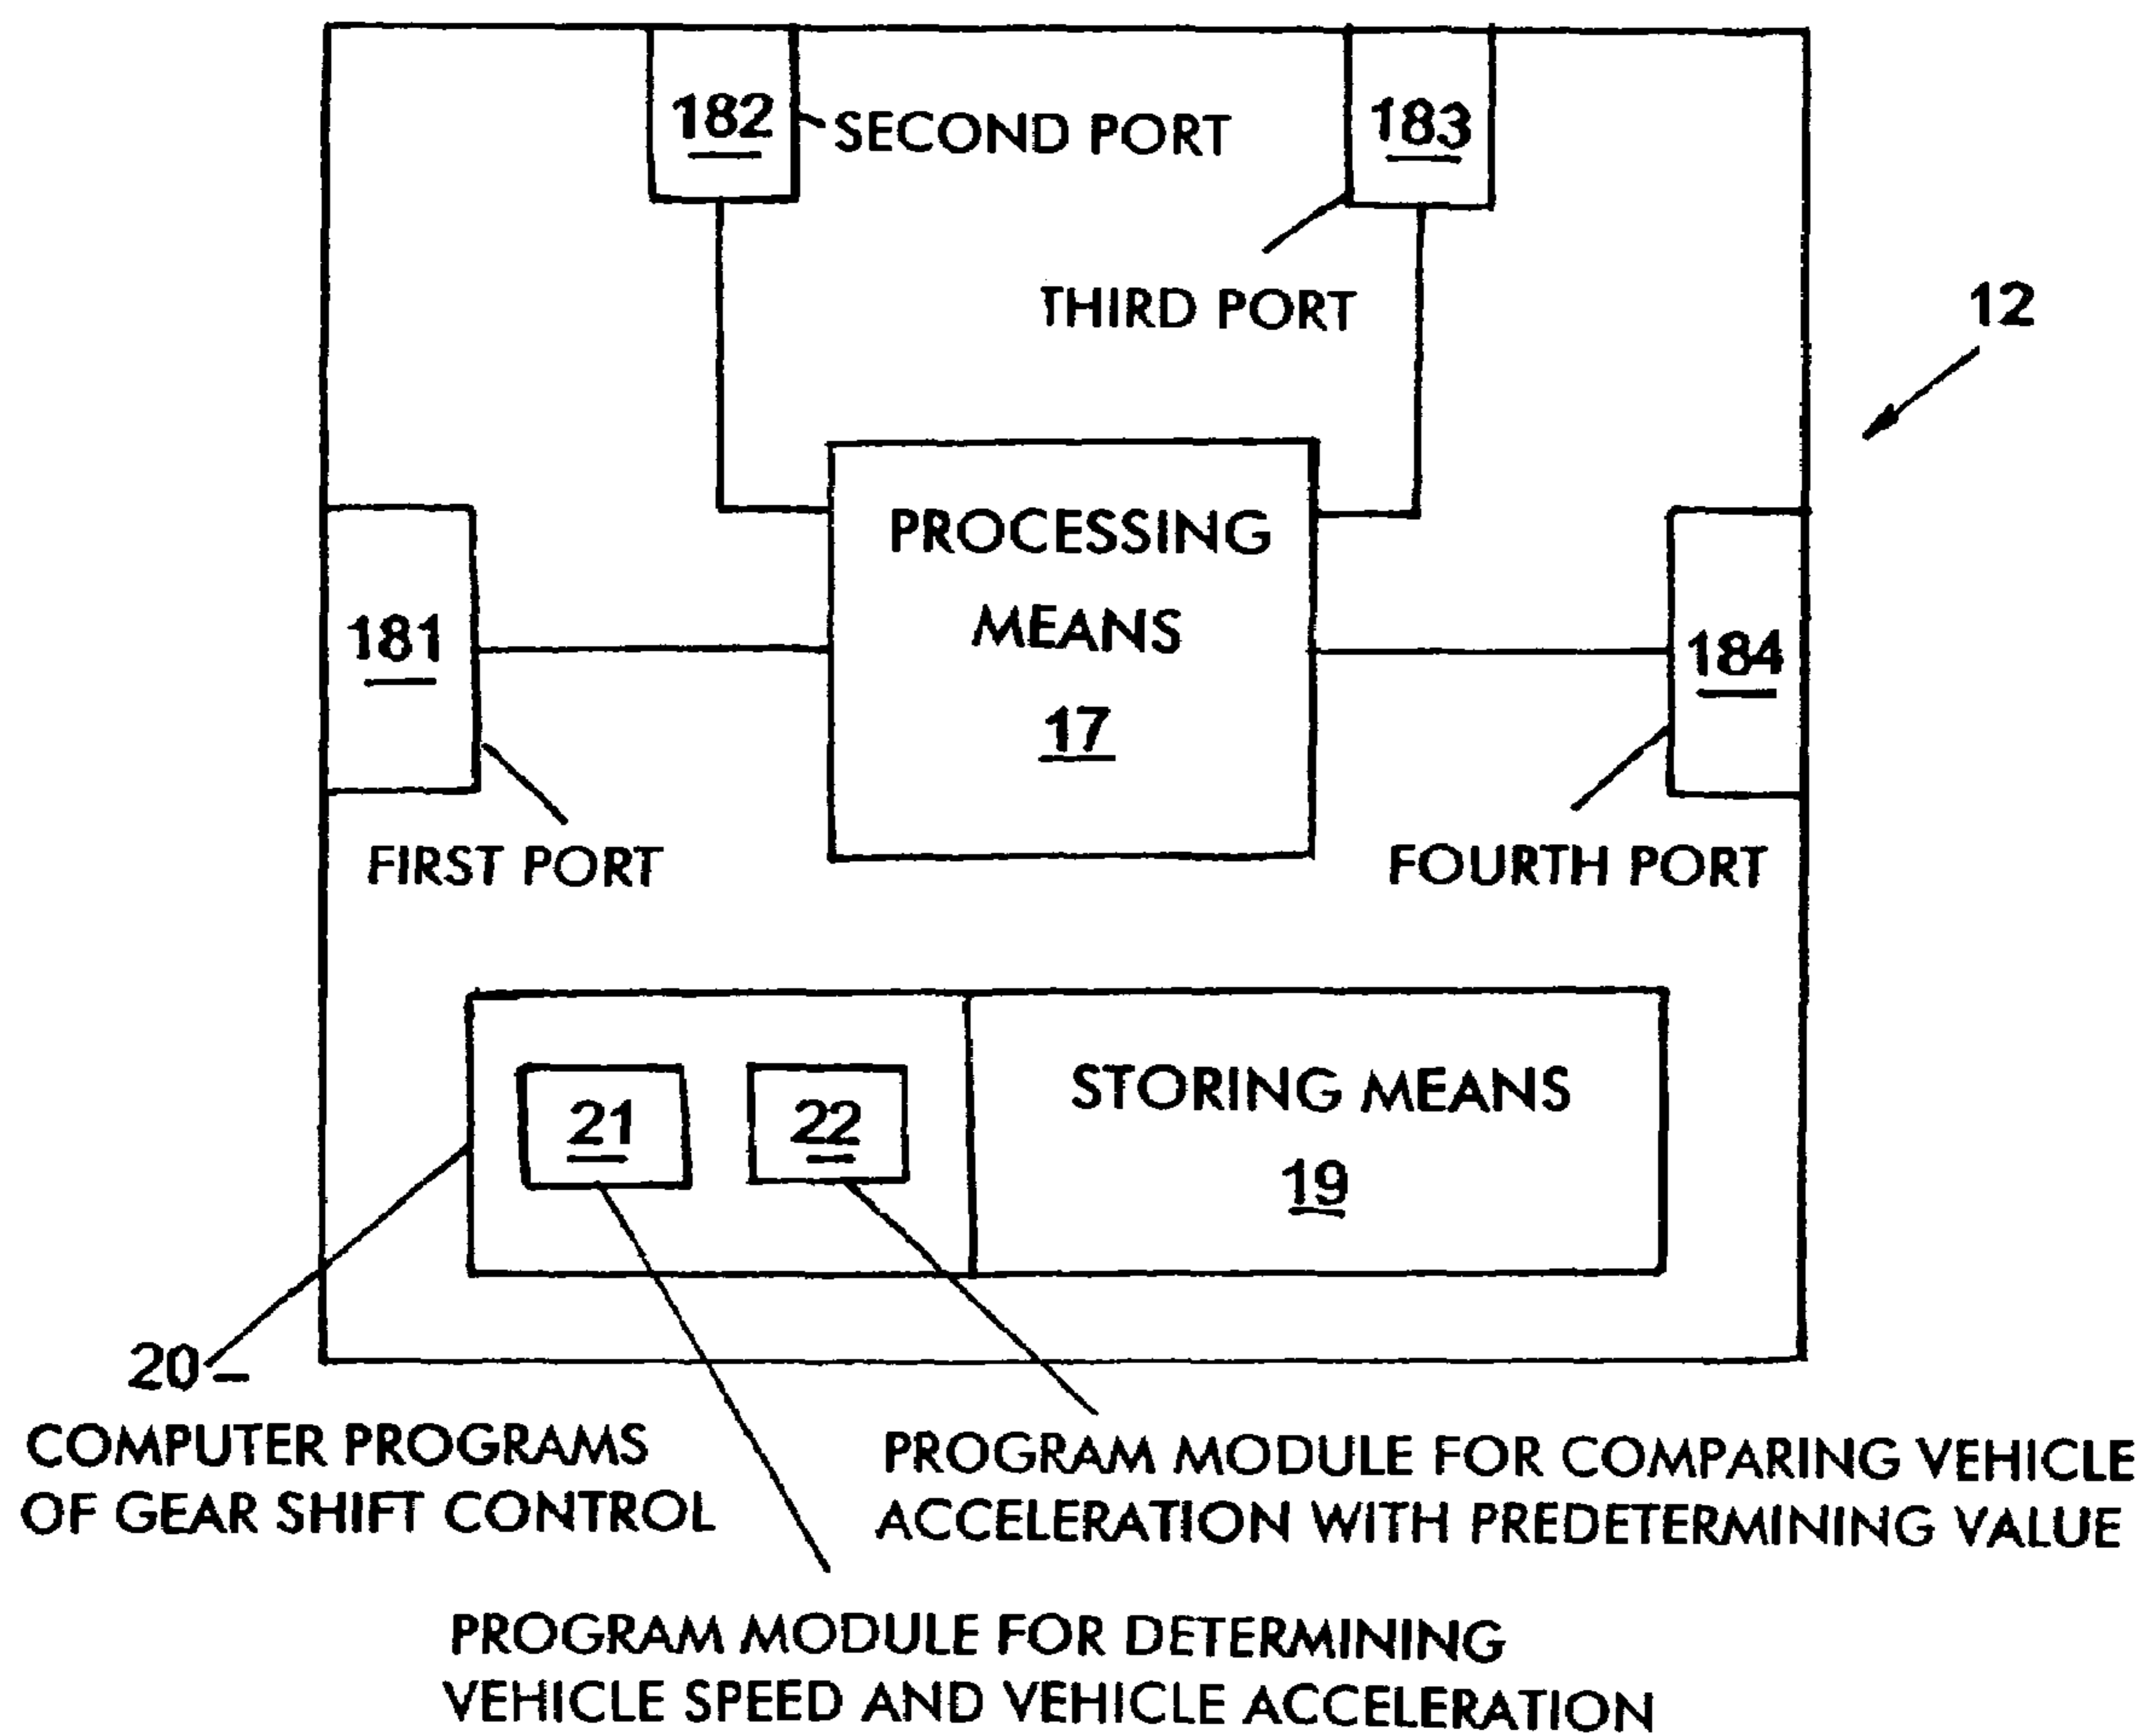 182
SECOND PORT
183
THIRD PORT
12
PROCESSING
MEANS
17
181
184
FIRST PORT
FOURTH PORT
21
22
STORING MEANS
19
20
COMPUTER PROGRAMS
OF GEAR SHIFT CONTROL
PROGRAM MODULE FOR COMPARING VEHICLE
ACCELERATION WITH PREDETERMINING VALUE
PROGRAM MODULE FOR DETERMINING
VEHICLE SPEED AND VEHICLE ACCELERATION